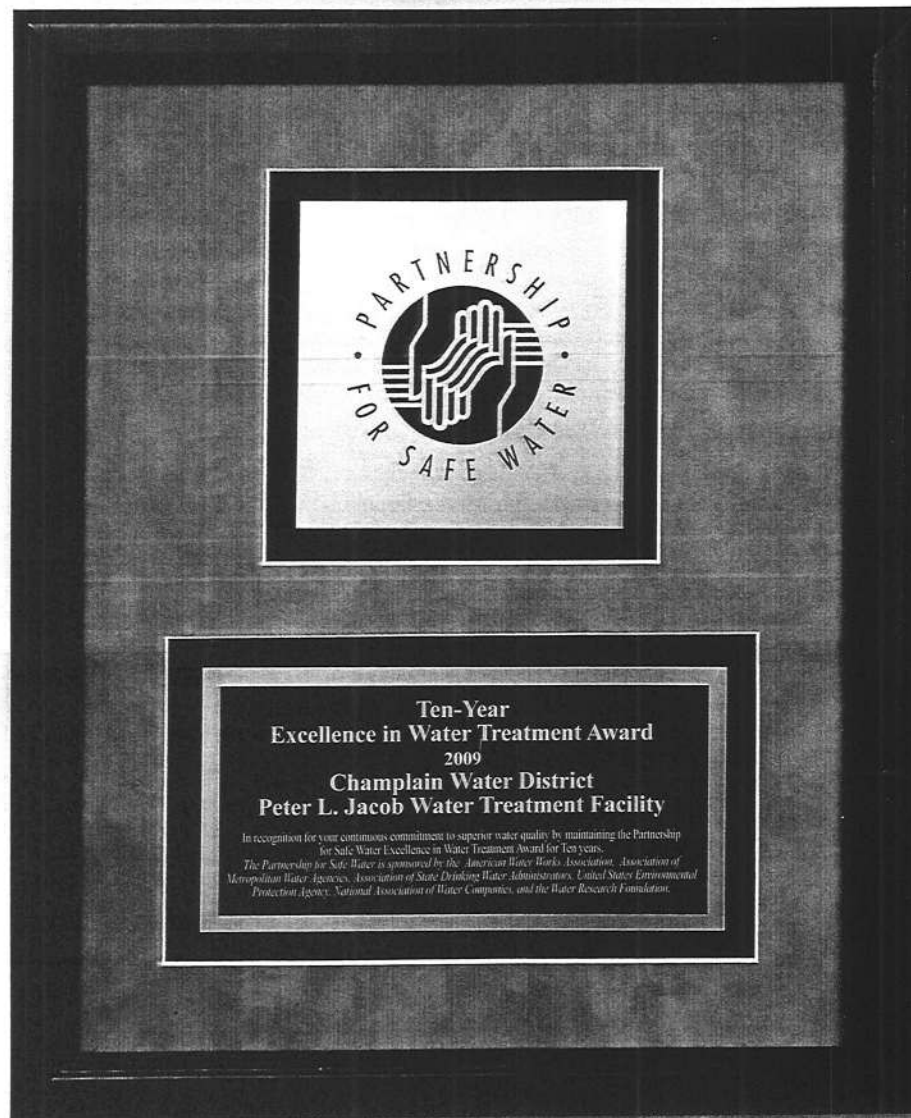 PARTNERSHIP
FOR SAFE WATER
Ten-Year
Excellence in Water Treatment Award
2009
Champlain Water District
Peter L. Jacob Water Treatment Facility
In recognition for your continuous commitment to superior water quality by maintaining the Partnership
for Safe Water Excellence in Water Treatment Award for Ten years.
The Partnership for Safe Water is sponsored by the American Water Works Association, Association of
Metropolitan Water Agencies, Association of State Drinking Water Administrators, United States Environmental
Protection Agency, National Association of Water Companies, and the Water Research Foundation.